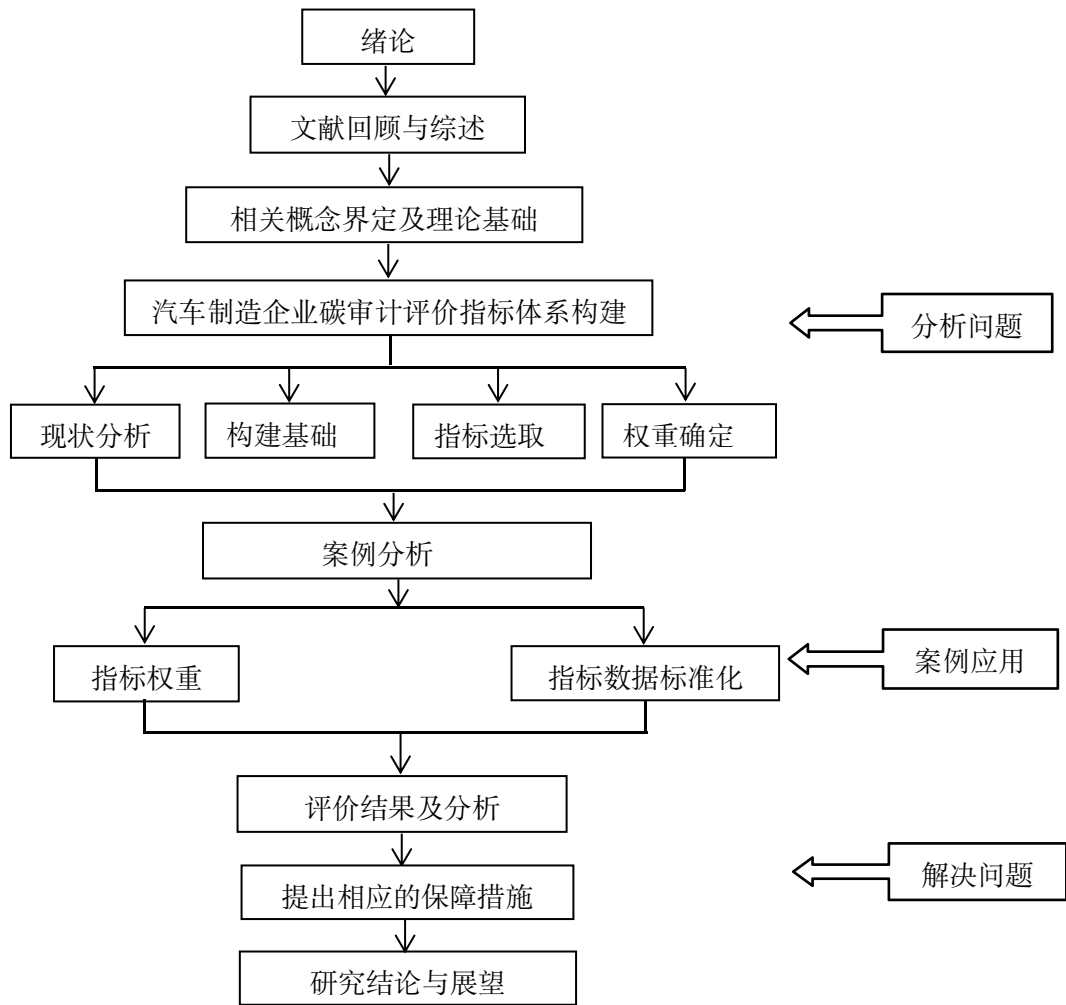 绪论
文献回顾与综述
相关概念界定及理论基础
汽车制造企业碳审计评价指标体系构建
分析问题
现状分析
构建基础
指标选取
权重确定
案例分析
指标权重
指标数据标准化
案例应用
评价结果及分析
提出相应的保障措施
解决问题
研究结论与展望